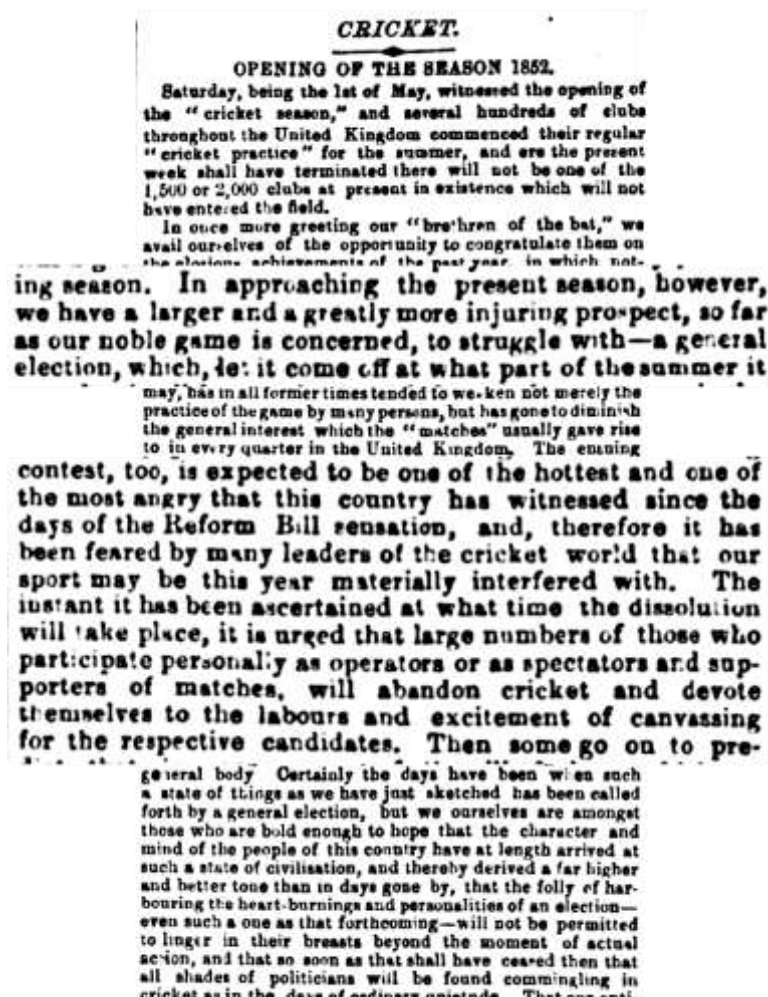 CRICKET.
OPENING OF THE SEASON 1852.
Saturday, being the 1st of May, witnessed the opening of
the "cricket season," and several hundreds of clubs
throughout the United Kingdom commenced their regular
"cricket practice" for the summer, and ere the present
week shall have terminated there will not be one of the
1,500 or 2,000 clubs at present in existence which will not
have entered the field.
In once more greeting our "brethren of the bat," we
avail ourselves of the opportunity to congratulate them on
the glorious achievements of the past year, in which not-
ing season. In approaching the present season, however,
we have a larger and a greatly more injuring prospect, so far
as our noble game is concerned, to struggle with—a general
election, which, let it come off at what part of the summer it
may, has in all former times tended to weaken not merely the
practice of the game by many persons, but has gone to diminish
the general interest which the "matches" usually gave rise
to in every quarter in the United Kingdom. The ensuing
contest, too, is expected to be one of the hottest and one of
the most angry that this country has witnessed since the
days of the Reform Bill sensation, and, therefore it has
been feared by many leaders of the cricket world that our
sport may be this year materially interfered with. The
instant it has been ascertained at what time the dissolution
will take place, it is urged that large numbers of those who
participate personally as operators or as spectators and sup-
porters of matches, will abandon cricket and devote
themselves to the labours and excitement of canvassing
for the respective candidates. Then some go on to pre-
general body Certainly the days have been when such
a state of things as we have just sketched has been called
forth by a general election, but we ourselves are amongst
those who are bold enough to hope that the character and
mind of the people of this country have at length arrived at
such a state of civilisation, and thereby derived a far higher
and better tone than in days gone by, that the folly of har-
bouring the heart-burnings and personalities of an election—
even such a one as that forthcoming—will not be permitted
to linger in their breasts beyond the moment of actual
action, and that so soon as that shall have ceased then that
all shades of politicians will be found commingling in
cricket as in the days of ordinary